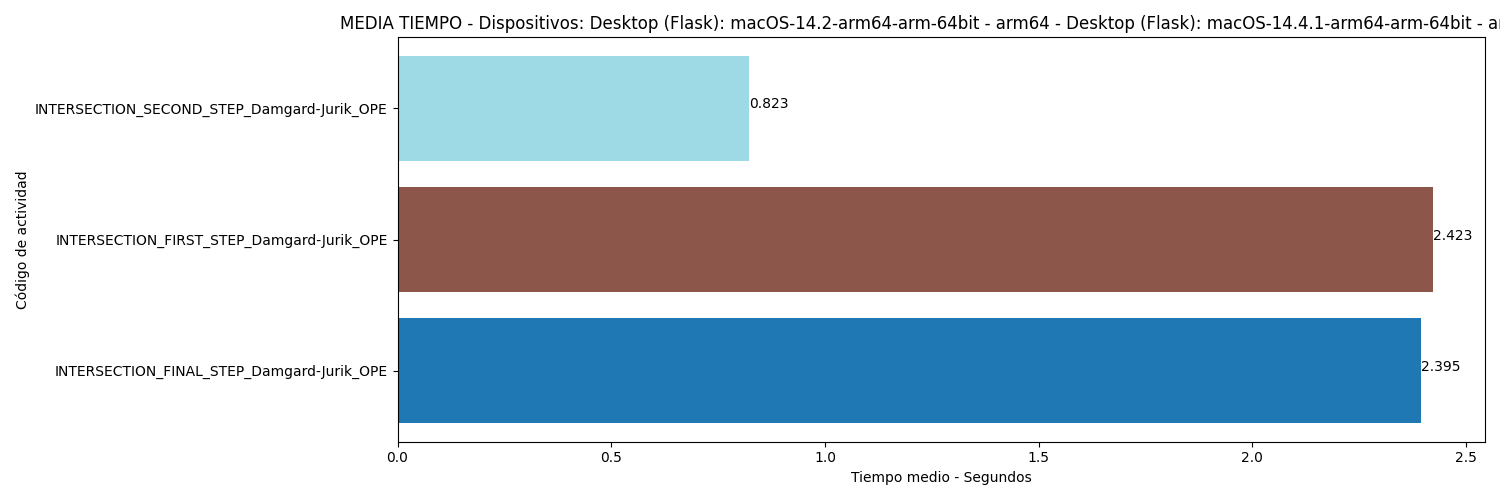 MEDIA TIEMPO - Dispositivos: Desktop (Flask): macOS-14.2-arm64-arm-64bit - arm64 - Desktop (Flask): macOS-14.4.1-arm64-arm-64bit -
INTERSECTION_SECOND_STEP_Damgard-Jurik_OPE
0.823
INTERSECTION_FIRST_STEP_Damgard-Jurik_OPE
2.423
INTERSECTION_FINAL_STEP_Damgard-Jurik_OPE
2.395
Código de actividad
0.0 0.5 1.0 1.5 2.0 2.5
Tiempo medio - Segundos